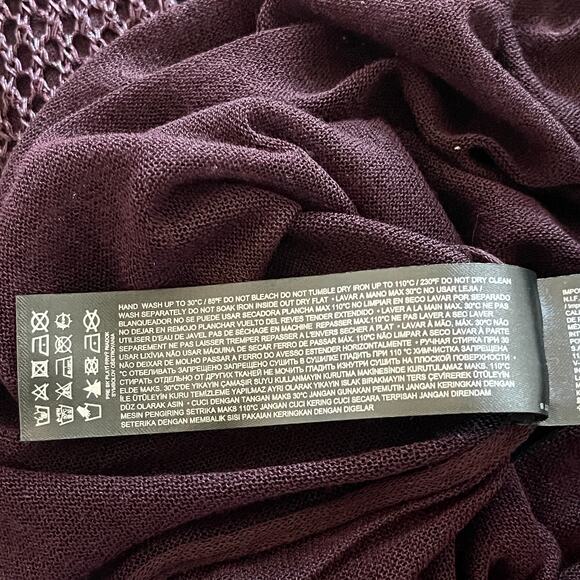 HAND WASH UP TO 30°C / 85°F DO NOT BLEACH DO NOT TUMBLE DRY IRON UP TO 110°C / 230°F DO NOT DRY CLEAN
WASH SEPARATELY DO NOT SOAK IRON INSIDE OUT DRY FLAT • LAVAR A MANO MAX 30°C NO USAR LEJIA /
BLANQUEADOR NO SE PUEDE USAR SECADORA PLANCHA MAX 110°C NO LIMPIAR EN SECO LAVAR POR SEPARADO
NO DEJAR EN REMOJO PLANCHAR VUELTO DEL REVES TENDER EXTENDIDO • LAVER A LA MAIN MAX. 30°C NE PAS
D'EAU DE JAVEL PAS DE SÉCHAGE EN MACHINE REPASSER MAX.110°C NE PAR LAVER A SEC LAVER
SEPAREMENT NE PAS LAISSER TREMPER REPASSER A L'ENVERS SÉCHER A PLAT • LAVAR À MÃO, MÁX. 30°C NÃO
USAR LIXÍVIA NÃO USAR MÁQUINA DE SECAR FERRO MÁX. 110°C NÃO LIMPAR A SECO LAVAR À PARTE
NÃO DEIXAR DE MOLHO PASSAR A FERRO DO AVESSO ESTENDER HORIZONTALMENTE • РУЧНАЯ СТИРКА ПРИ 30
°C ОТБЕЛИВАТЬ ЗАПРЕЩЕНО ЗАПРЕЩЕНО СУШИТЬ В СУШИЛКЕ ГЛАДИТЬ ПРИ 110 °C ХИМЧИСТКА ЗАПРЕЩЕНА
СТИРАТЬ ОТДЕЛЬНО ОТ ДРУГИХ ТКАНЕЙ НЕ МОЧИТЬ ГЛАДИТЬ С ИЗНАНКИ СУШИТЬ НА ПЛОСКОЙ ПОВЕРХНОСТИ •
ELDE MAKS. 30°C'DE YIKAYIN ÇAMAŞIR SUYU KULLANMAYIN KURUTMA MAKİNESİNDE KURUTMAYIN MAKS. 110°C
İLE ÜTÜLEYİN KURU TEMİZLEME YAPILMAZ AYRI OLARAK YIKAYIN ISLAK BIRAKMAYIN TERS ÇEVİREREK ÜTÜLEYİN
DÜZ OLARAK ASIN • CUCI DENGAN TANGAN MAKS 30°C JANGAN GUNAKAN PEMUTIH JANGAN KERINGKAN DENGAN
MESIN PENGERING SETRIKA MAKS 110°C JANGAN CUCI KERING CUCI SECARA TERPISAH JANGAN DIRENDAM
SETERIKA DENGAN MEMBALIK SISI PAKAIAN KERINGKAN DENGAN DIGELAR